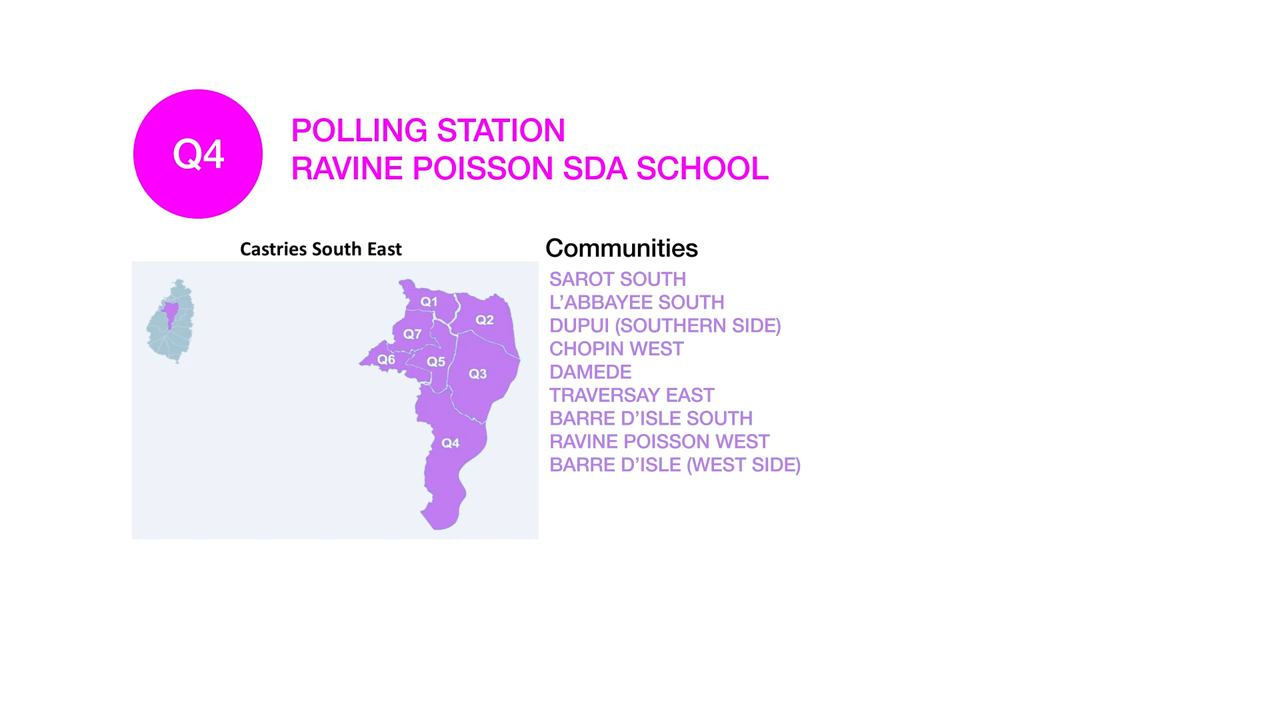 Q4
POLLING STATION
RAVINE POISSON SDA SCHOOL
Castries South East
Q1
Q2
Q7
Q6
Q5
Q3
Q4
Communities
SAROT SOUTH
L'ABBAYEE SOUTH
DUPUI (SOUTHERN SIDE)
CHOPIN WEST
DAMEDE
TRAVERSAY EAST
BARRE D'ISLE SOUTH
RAVINE POISSON WEST
BARRE D'ISLE (WEST SIDE)